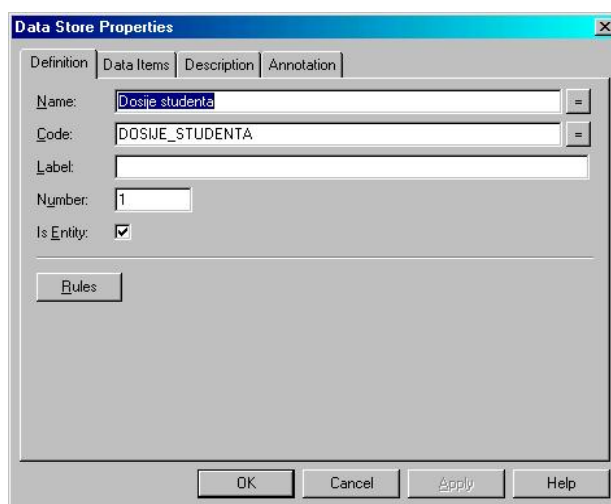 Data Store Properties
Definition Data Items Description Annotation
Name: Dosije studenta =
Code: DOSIJE_STUDENTA =
Label:
Number: 1
Is Entity:
Rules
OK Cancel Apply Help